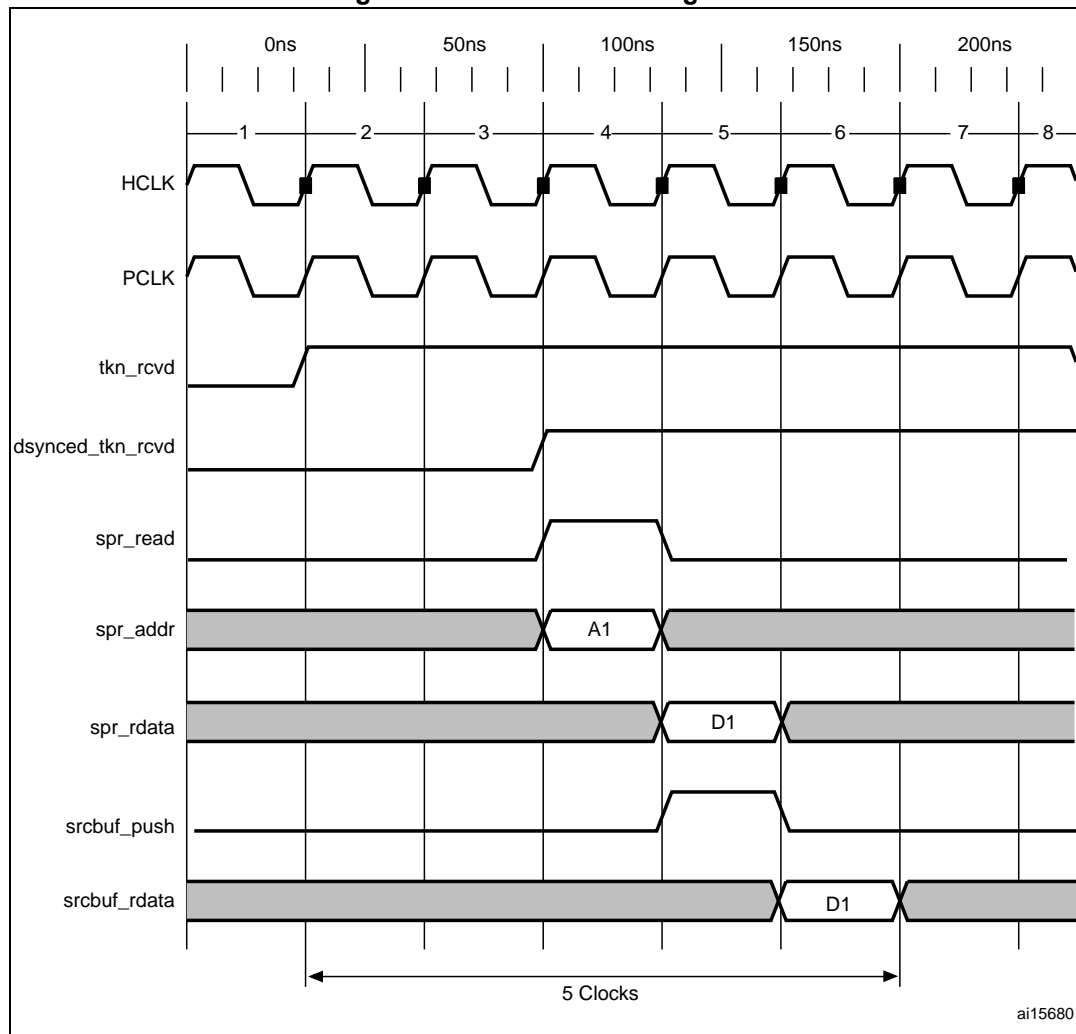 0ns 50ns 100ns 150ns 200ns
1 2 3 4 5 6 7 8
HCLK
PCLK
tkn_rcvd
dsynced_tkn_rcvd
spr_read
spr_addr A1
spr_rdata D1
srcbuf_push
srcbuf_rdata D1
5 Clocks
ai15680